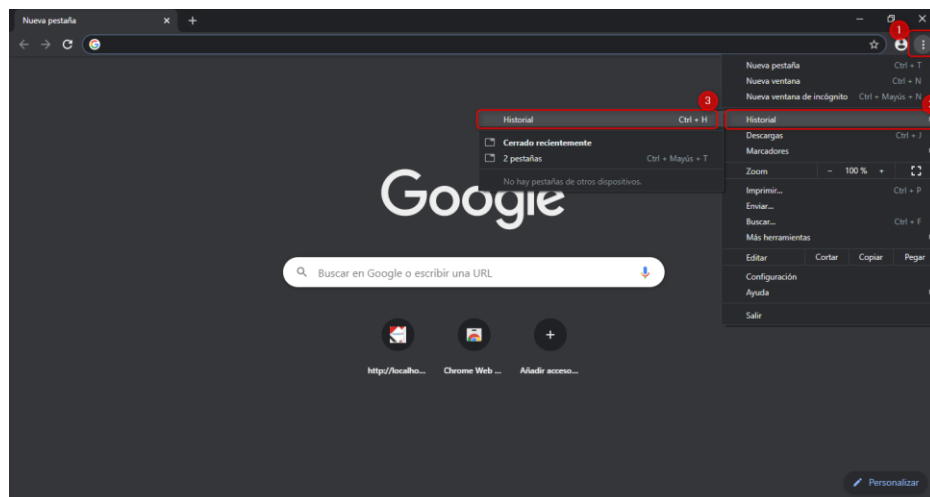 Nueva pestaña
1
Nueva pestaña Ctrl + T
Nueva ventana Ctrl + N
Nueva ventana de incógnito Ctrl + Mayús + N
3
Historial Ctrl + H
Historial
Cerrado recientemente
2 pestañas Ctrl + Mayús + T
No hay pestañas de otros dispositivos.
Descargas Ctrl + J
Marcadores
Zoom - 100 % +
Imprimir... Ctrl + P
Enviar...
Buscar... Ctrl + F
Más herramientas
Editar Cortar Copiar Pegar
Configuración
Ayuda
Salir
Google
Buscar en Google o escribir una URL
http://localho... Chrome Web ... Añadir acceso...
Personalizar